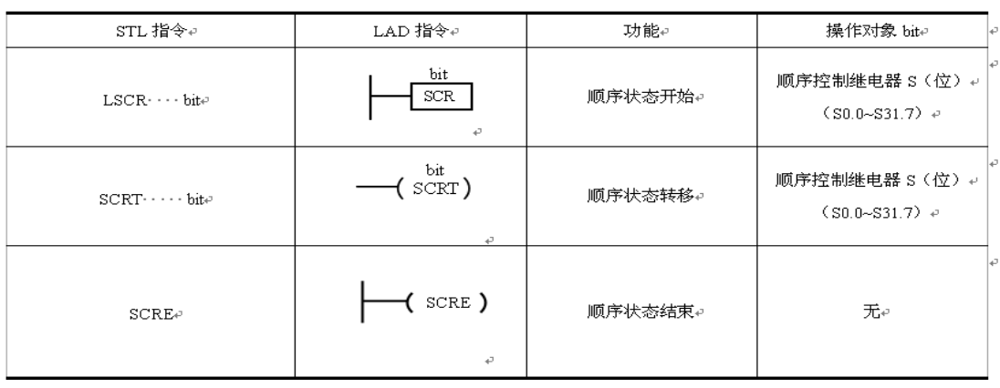 STL 指令 LAD 指令 功能 操作对象 bit
LSCR···· bit
bit
SCR
顺序状态开始
顺序控制继电器 S（位）
（S0.0~S31.7）
SCRT····· bit
bit
( SCRT )
顺序状态转移
顺序控制继电器 S（位）
（S0.0~S31.7）
SCRE
( SCRE )
顺序状态结束
无